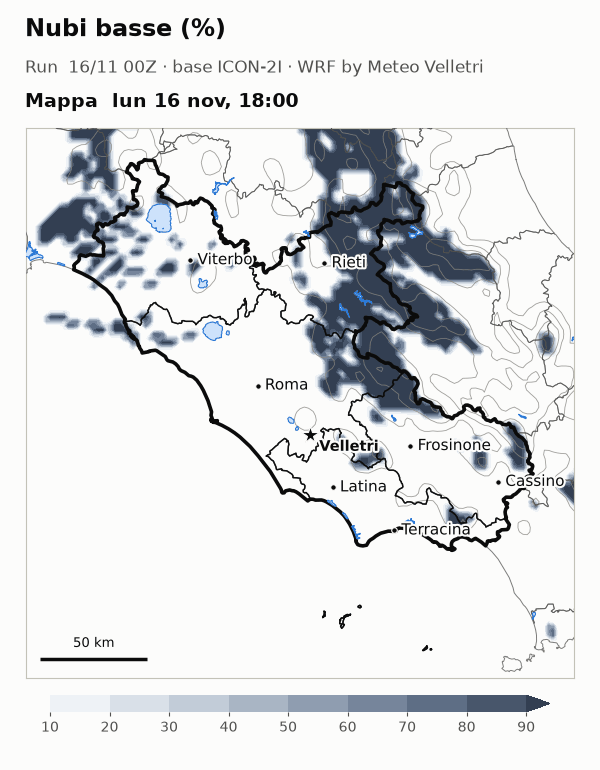 Nubi basse (%)
Run  16/11 00Z · base ICON-2I · WRF by Meteo Velletri
Mappa  lun 16 nov, 18:00
Viterbo
Rieti
Roma
Velletri
Frosinone
Latina
Cassino
Terracina
50 km
10 20 30 40 50 60 70 80 90